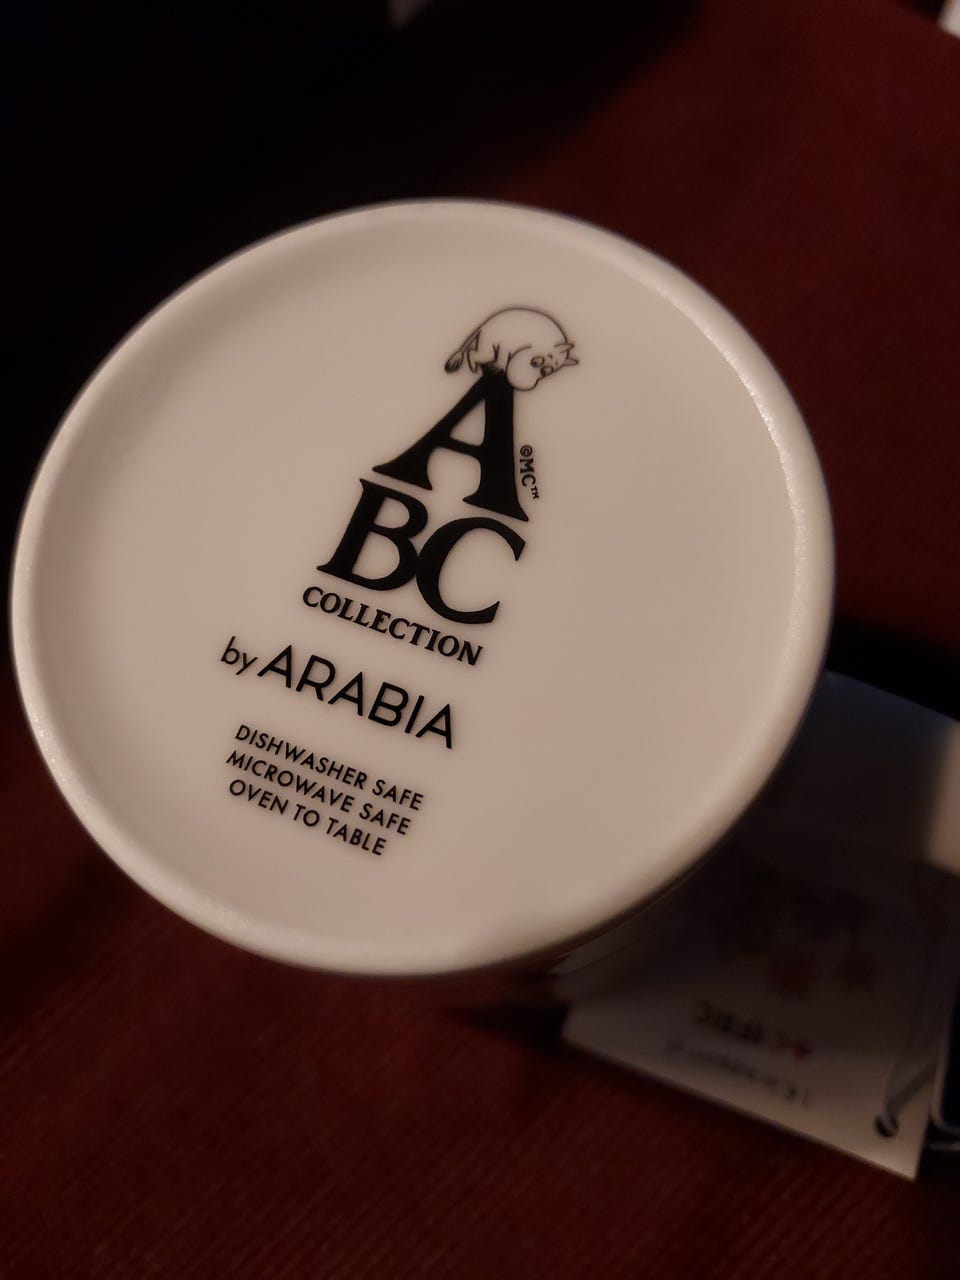 A
©MC™
BC
COLLECTION
by ARABIA
DISHWASHER SAFE
MICROWAVE SAFE
OVEN TO TABLE